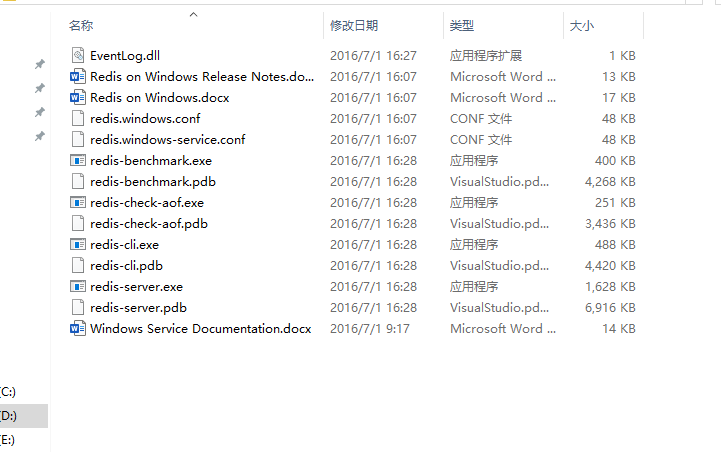 名称 修改日期 类型 大小
EventLog.dll 2016/7/1 16:27 应用程序扩展 1 KB
Redis on Windows Release Notes.do... 2016/7/1 16:07 Microsoft Word ... 13 KB
Redis on Windows.docx 2016/7/1 16:07 Microsoft Word ... 17 KB
redis.windows.conf 2016/7/1 16:07 CONF 文件 48 KB
redis.windows-service.conf 2016/7/1 16:07 CONF 文件 48 KB
redis-benchmark.exe 2016/7/1 16:28 应用程序 400 KB
redis-benchmark.pdb 2016/7/1 16:28 VisualStudio.pd... 4,268 KB
redis-check-aof.exe 2016/7/1 16:28 应用程序 251 KB
redis-check-aof.pdb 2016/7/1 16:28 VisualStudio.pd... 3,436 KB
redis-cli.exe 2016/7/1 16:28 应用程序 488 KB
redis-cli.pdb 2016/7/1 16:28 VisualStudio.pd... 4,420 KB
redis-server.exe 2016/7/1 16:28 应用程序 1,628 KB
redis-server.pdb 2016/7/1 16:28 VisualStudio.pd... 6,916 KB
Windows Service Documentation.docx 2016/7/1 9:17 Microsoft Word ... 14 KB
(C:)
(D:)
(E:)